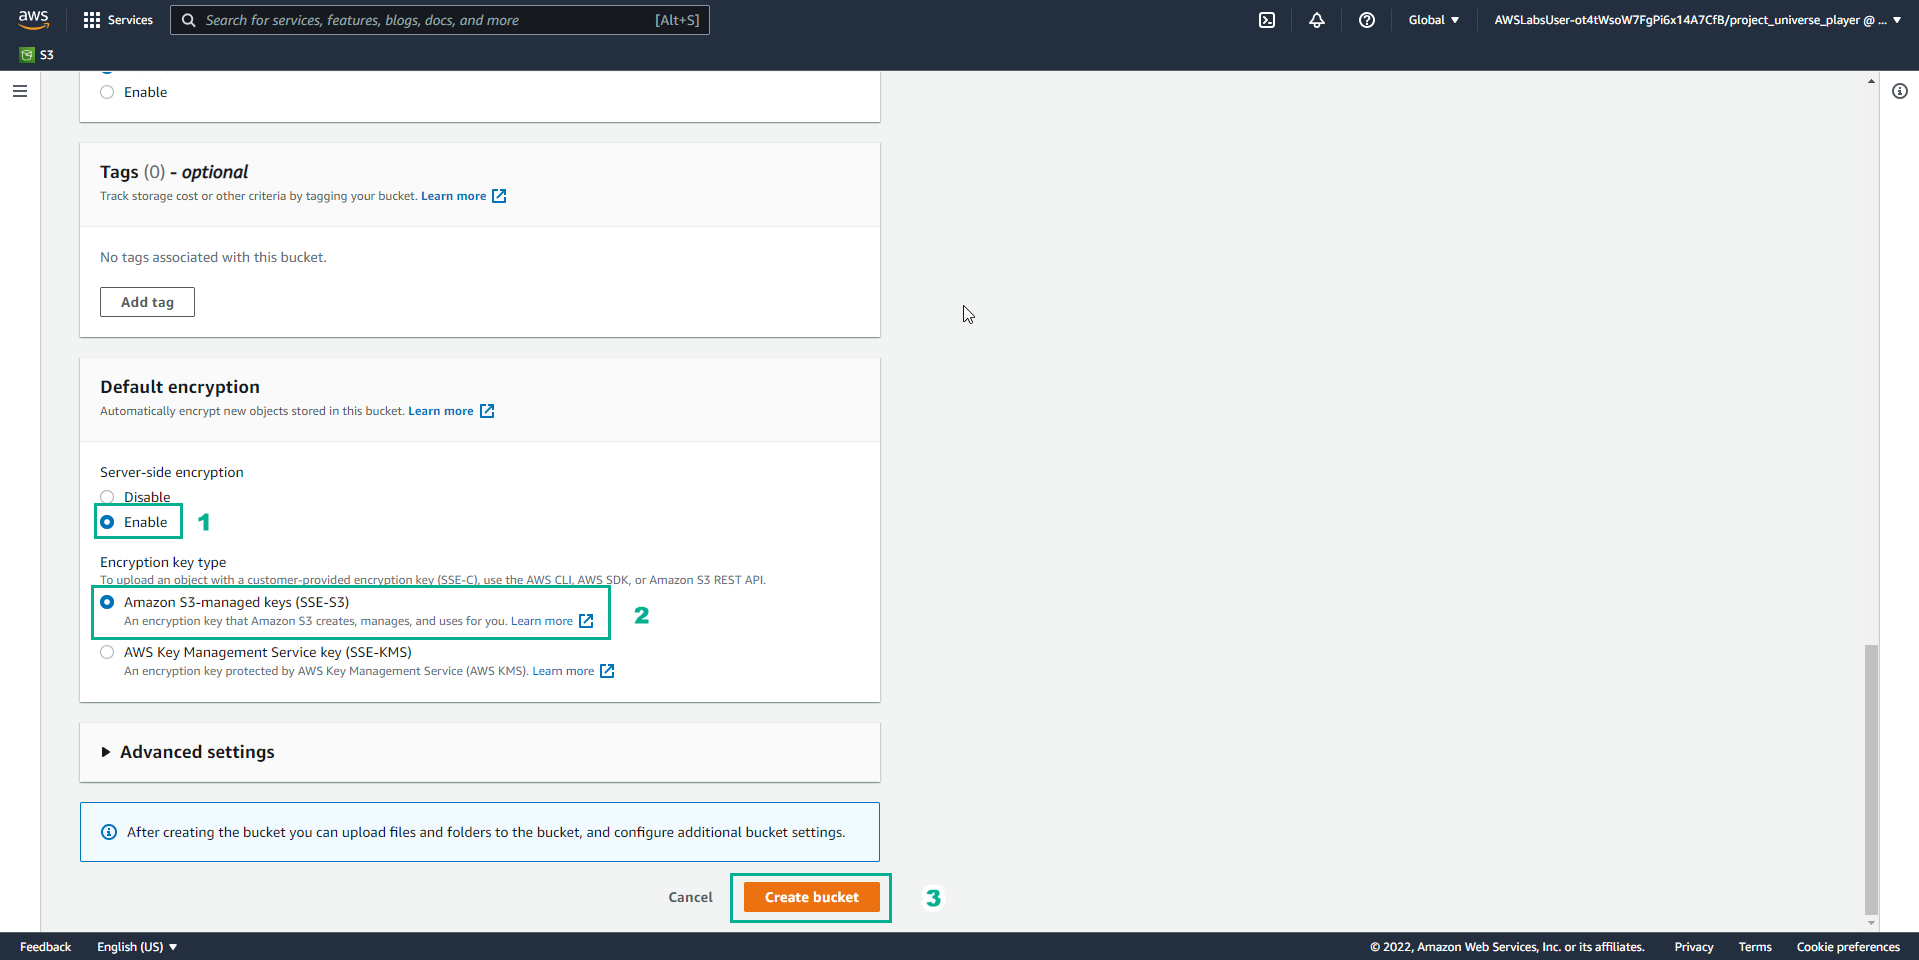 aws
Services
Search for services, features, blogs, docs, and more
[Alt+S]
Global
AWSLabsUser-ot4tWsoW7FgPi6x14A7CfB/project_universe_player @ ...
S3
Enable
Tags (0) - optional
Track storage cost or other criteria by tagging your bucket. Learn more
No tags associated with this bucket.
Add tag
Default encryption
Automatically encrypt new objects stored in this bucket. Learn more
Server-side encryption
Disable
Enable
1
Encryption key type
To upload an object with a customer-provided encryption key (SSE-C), use the AWS CLI, AWS SDK, or Amazon S3 REST API.
Amazon S3-managed keys (SSE-S3)
An encryption key that Amazon S3 creates, manages, and uses for you. Learn more
2
AWS Key Management Service key (SSE-KMS)
An encryption key protected by AWS Key Management Service (AWS KMS). Learn more
Advanced settings
After creating the bucket you can upload files and folders to the bucket, and configure additional bucket settings.
Cancel
Create bucket
3
Feedback
English (US)
© 2022, Amazon Web Services, Inc. or its affiliates.
Privacy
Terms
Cookie preferences